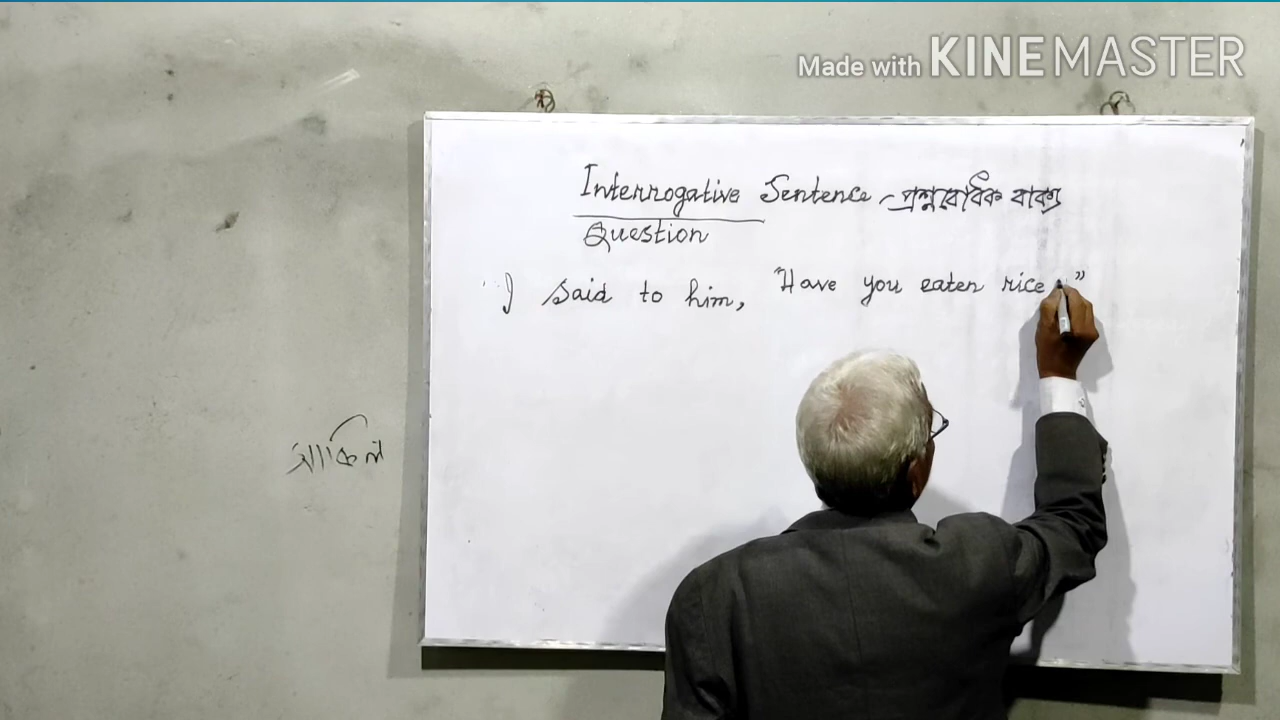 Made with KINEMASTER
Interrogative Sentence - প্রশ্নবোধক বাক্য
Question
I said to him, "Have you eaten rice"